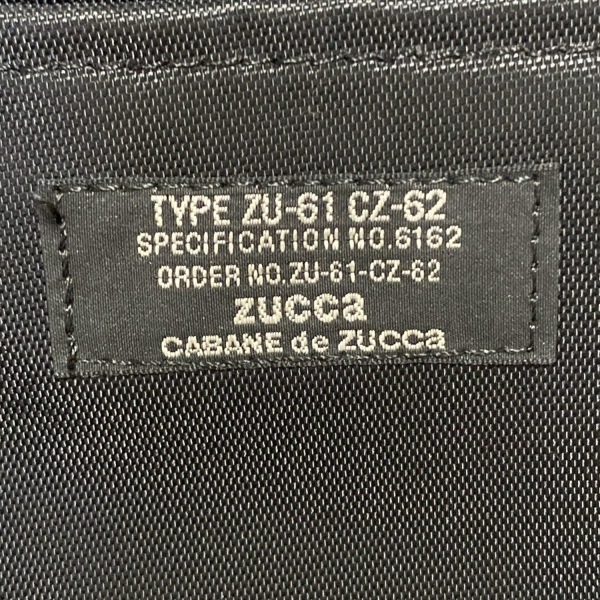 TYPE ZU-61 CZ-62
SPECIFICATION NO.6162
ORDER NO.ZU-61-CZ-62
zucca
CABANE de ZUCCa